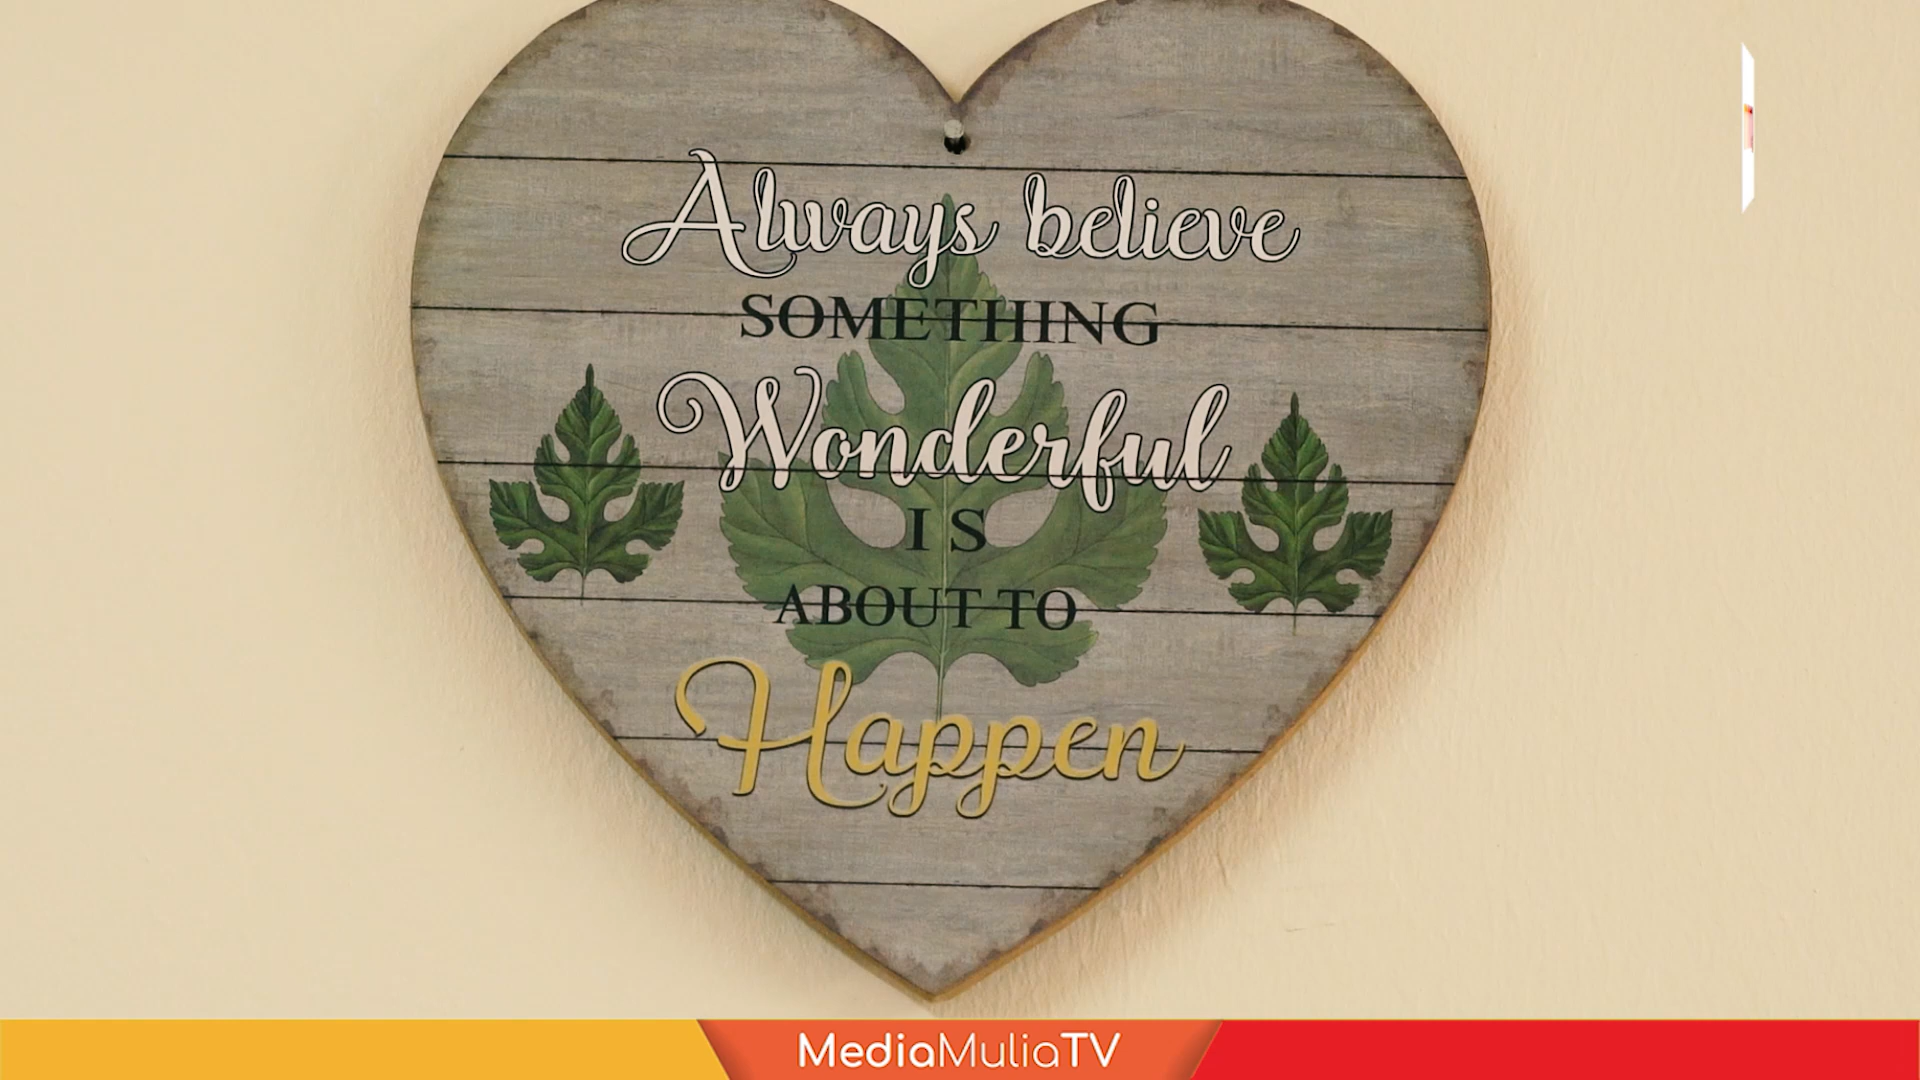 Always believe
SOMETHING
Wonderful
IS
ABOUT TO
Happen
MediaMuliaTV